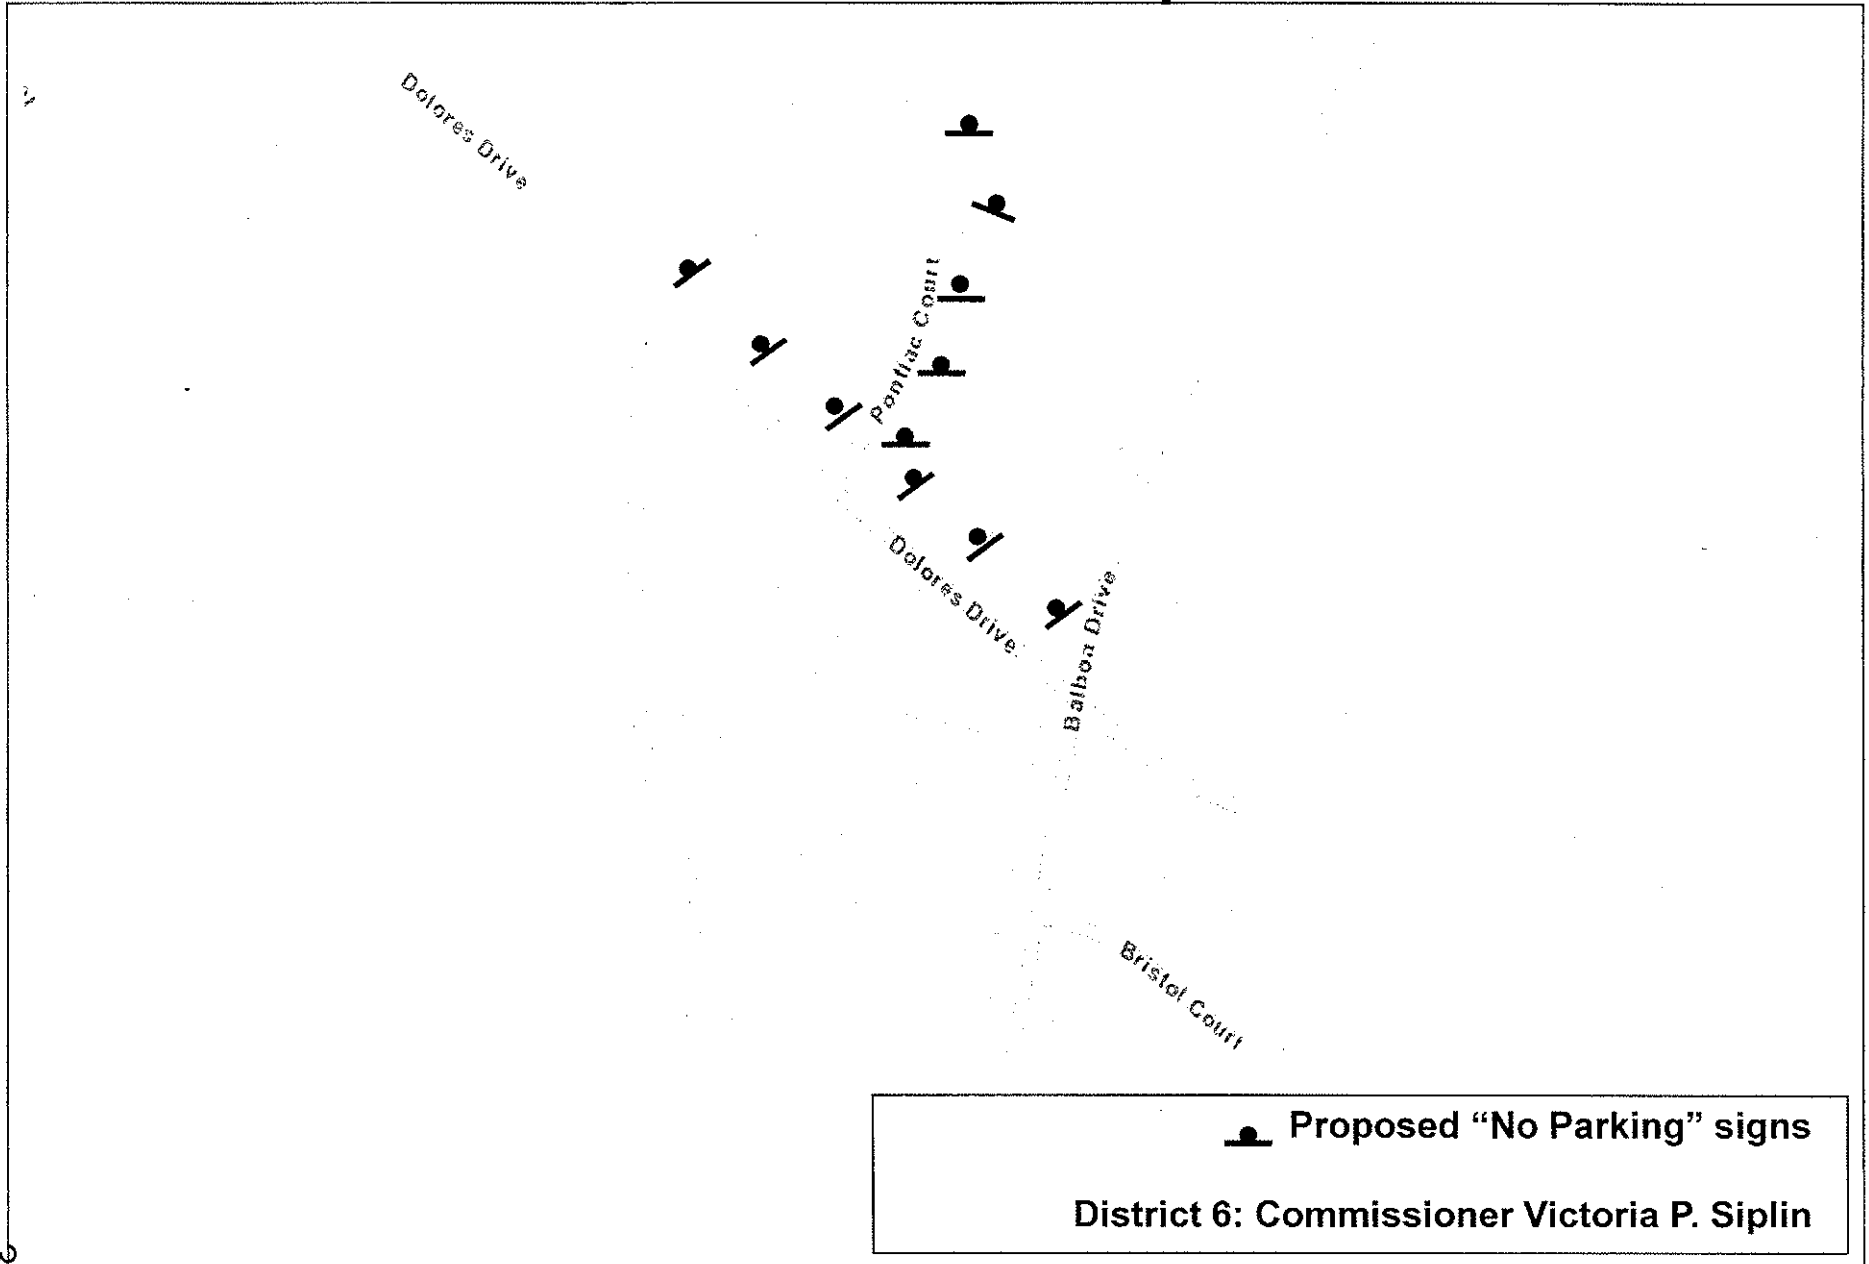 Dolores Drive
Pontiac Court
Dolores Drive
Balboa Drive
Bristol Court
Proposed “No Parking” signs
District 6: Commissioner Victoria P. Siplin